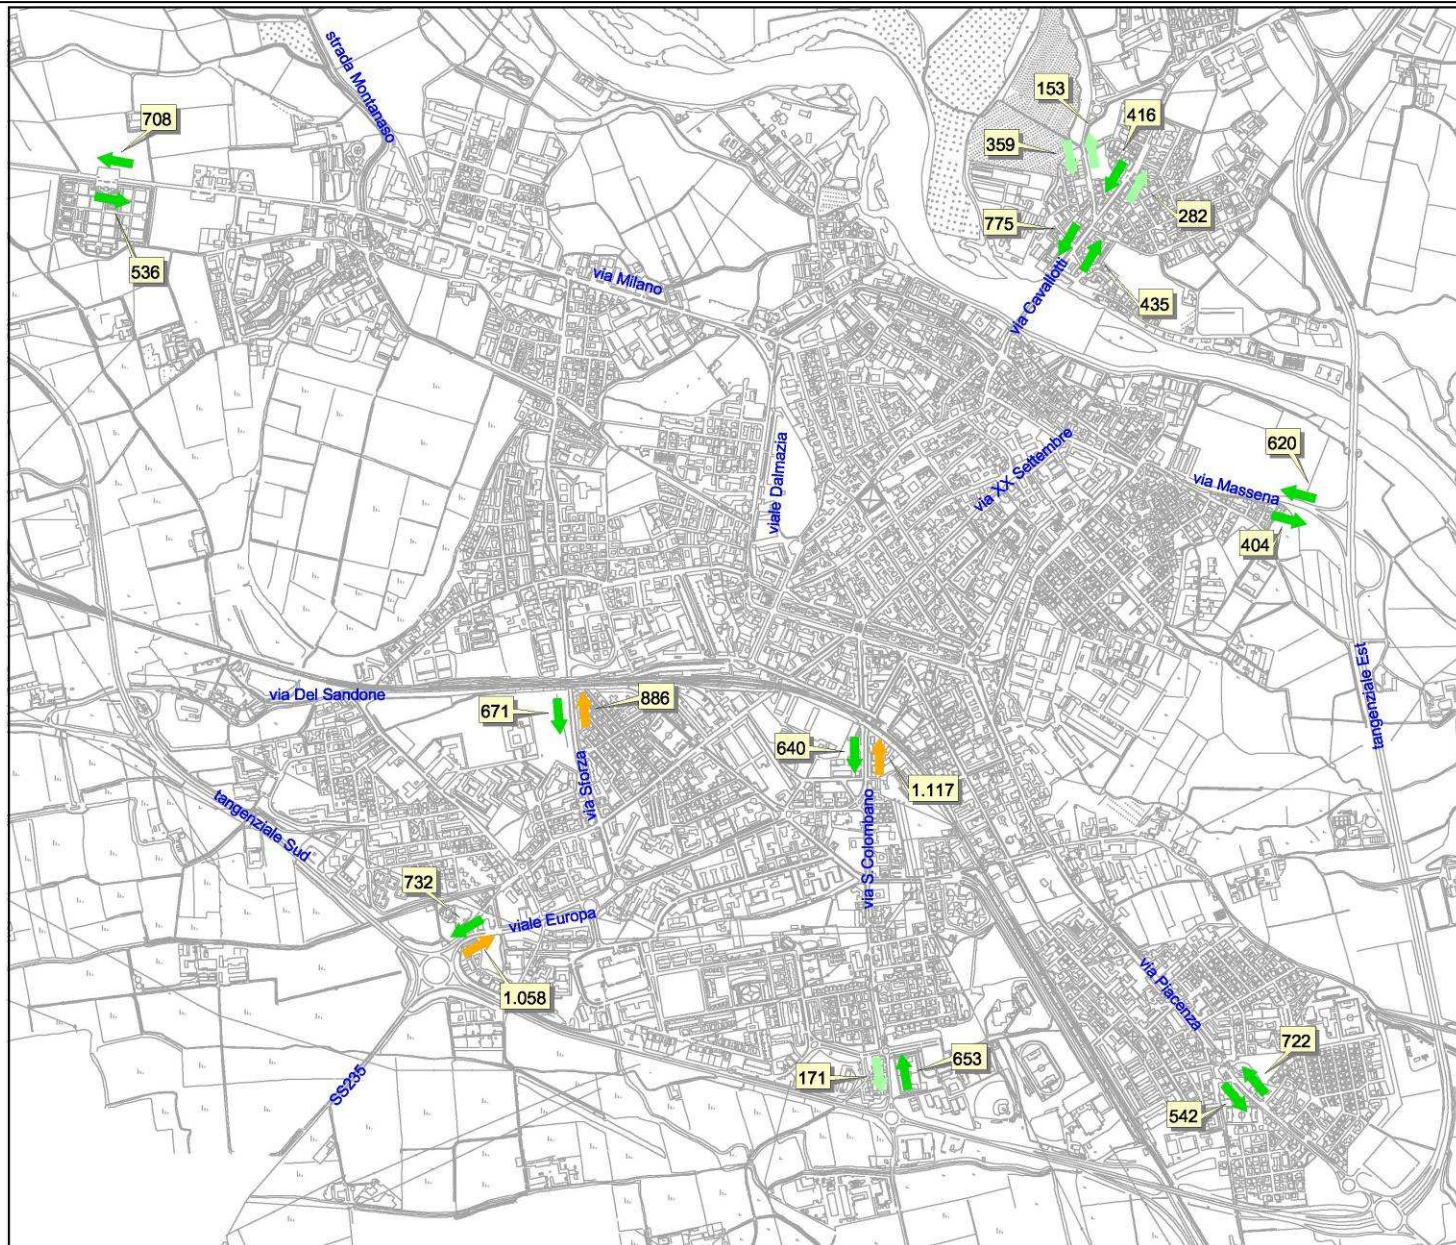 strada Montanaso
153
416
708
359
282
775
536
435
via Milano
via Cavallotti
620
via XX Settembre
viale Dalmazia
via Massena
404
tangenziale Est
via Del Sandone
671
886
640
1.117
via Sforza
via S.Colombano
tangenziale Sud
732
viale Europa
1.058
via Piacenza
SS235
171
653
722
542